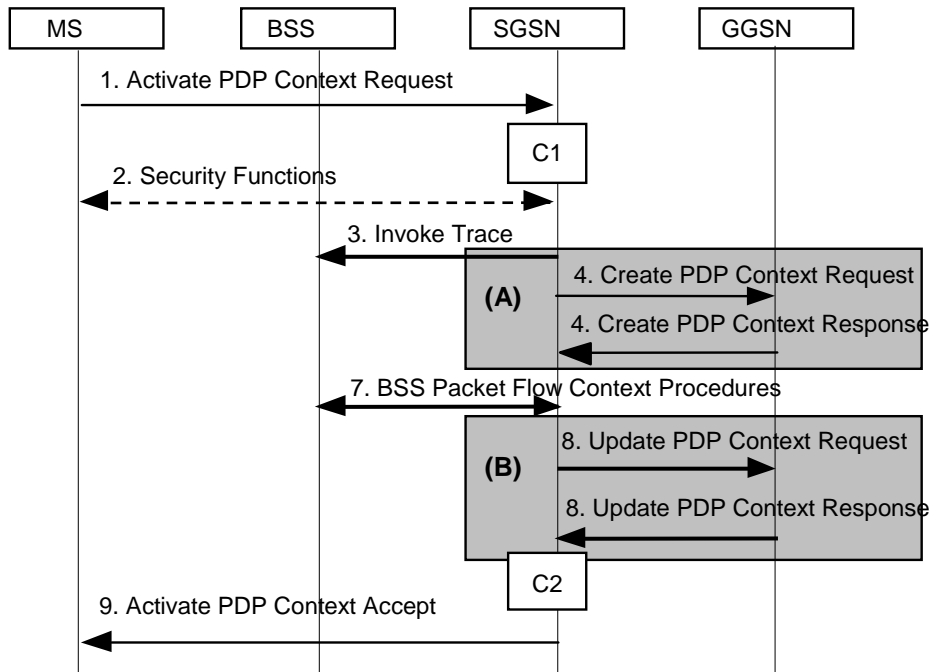 MS
BSS
SGSN
GGSN
1. Activate PDP Context Request
C1
2. Security Functions
3. Invoke Trace
(A)
4. Create PDP Context Request
4. Create PDP Context Response
7. BSS Packet Flow Context Procedures
(B)
8. Update PDP Context Request
8. Update PDP Context Response
C2
9. Activate PDP Context Accept